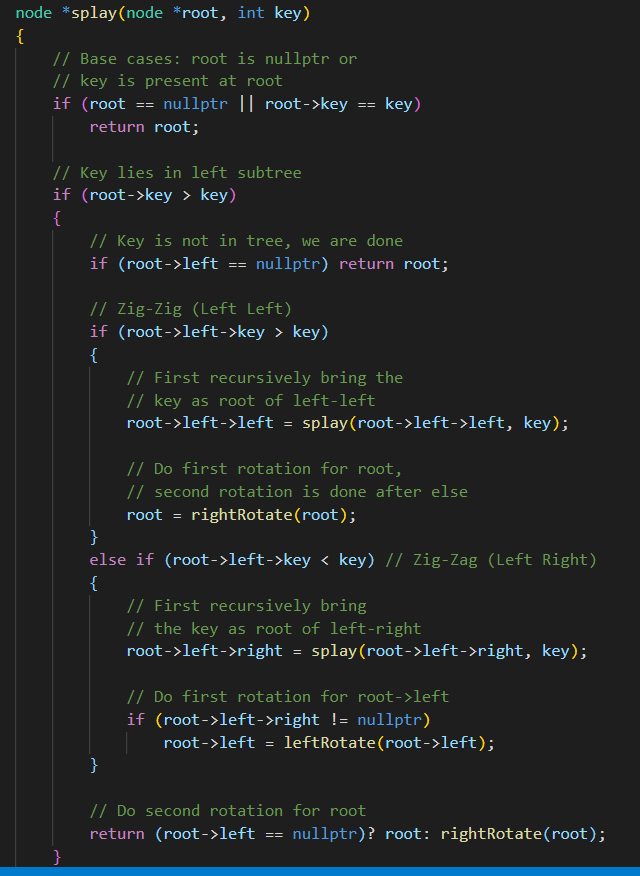 node *splay(node *root, int key)
{
    // Base cases: root is nullptr or
    // key is present at root
    if (root == nullptr || root->key == key)
        return root;

    // Key lies in left subtree
    if (root->key > key)
    {
        // Key is not in tree, we are done
        if (root->left == nullptr) return root;

        // Zig-Zig (Left Left)
        if (root->left->key > key)
        {
            // First recursively bring the
            // key as root of left-left
            root->left->left = splay(root->left->left, key);

            // Do first rotation for root,
            // second rotation is done after else
            root = rightRotate(root);
        }
        else if (root->left->key < key) // Zig-Zag (Left Right)
        {
            // First recursively bring
            // the key as root of left-right
            root->left->right = splay(root->left->right, key);

            // Do first rotation for root->left
            if (root->left->right != nullptr)
                root->left = leftRotate(root->left);
        }

        // Do second rotation for root
        return (root->left == nullptr)? root: rightRotate(root);
    }